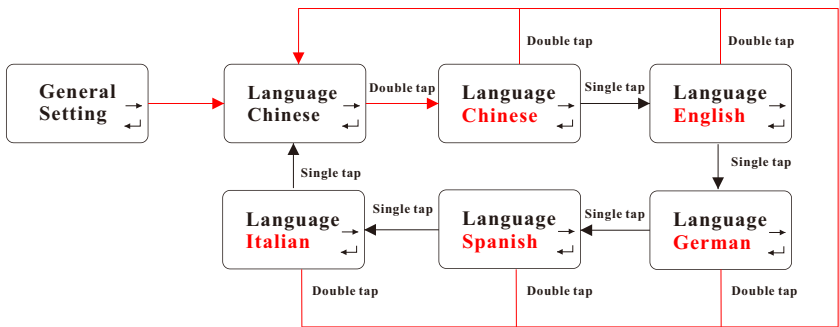 Double tap
Double tap
General
Setting
Language
Chinese
Double tap
Language
Chinese
Single tap
Language
English
Single tap
Single tap
Language
Italian
Single tap
Language
Spanish
Single tap
Language
German
Double tap
Double tap
Double tap